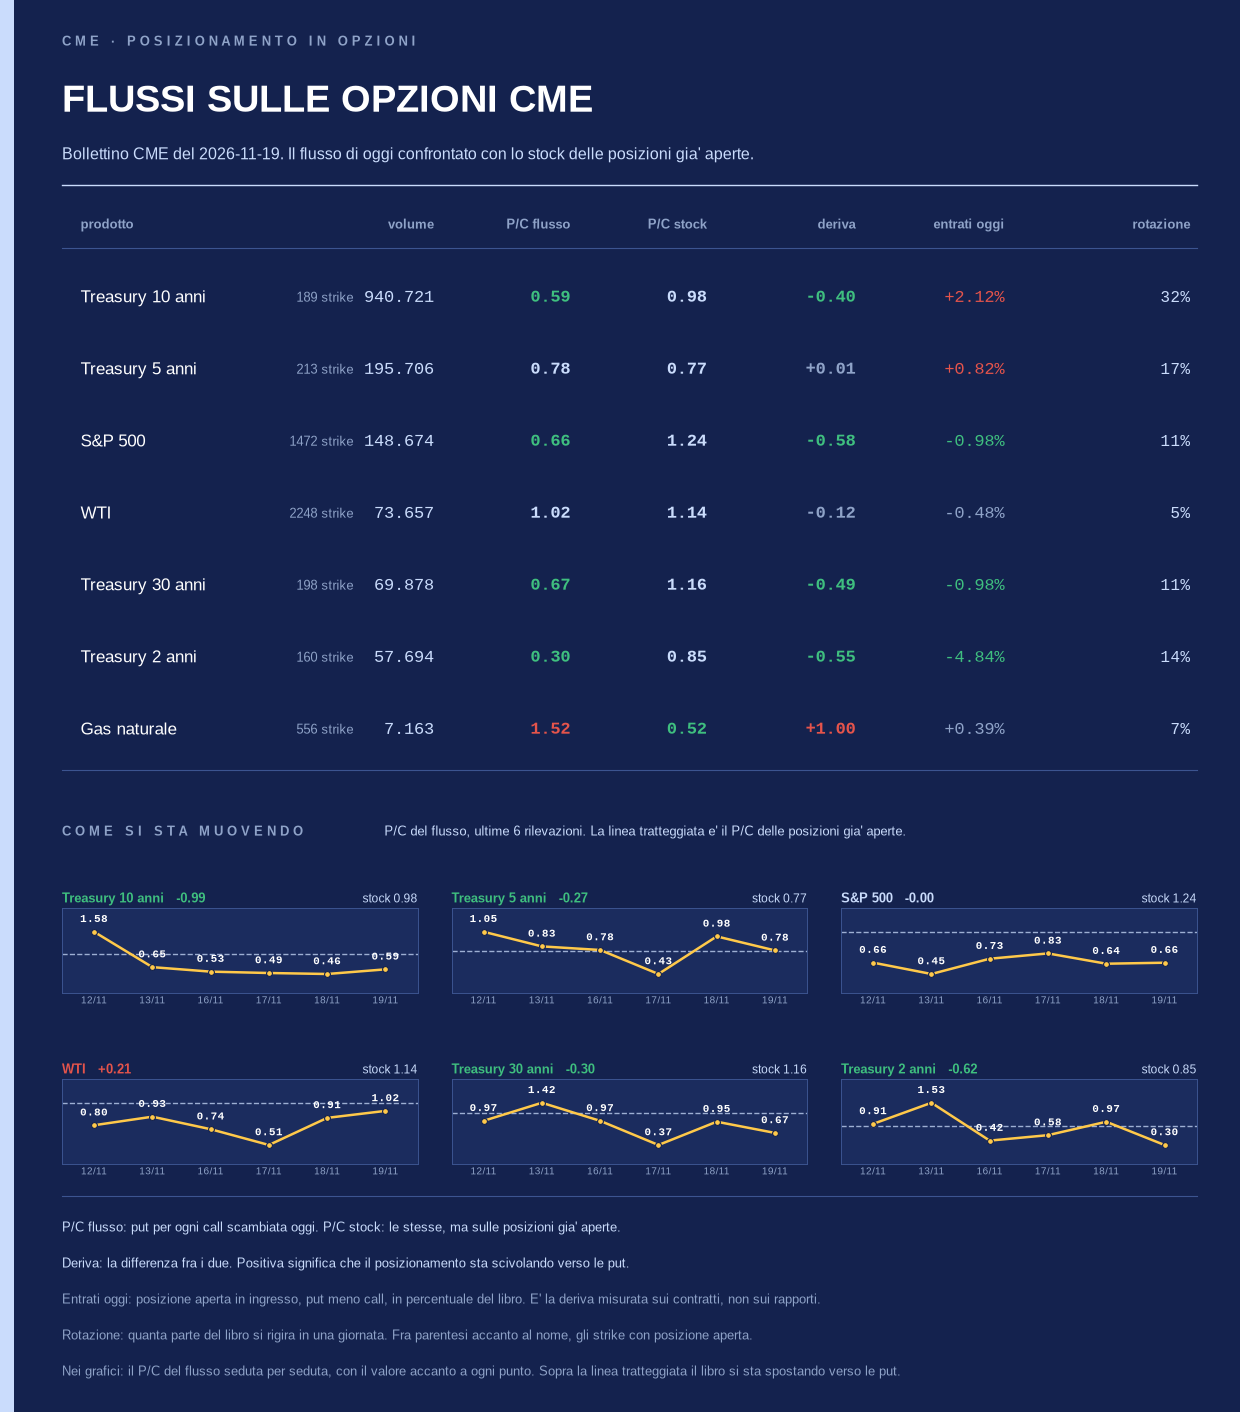 CME · POSIZIONAMENTO IN OPZIONI
FLUSSI SULLE OPZIONI CME
Bollettino CME del 2026-11-19. Il flusso di oggi confrontato con lo stock delle posizioni gia' aperte.
prodotto volume P/C flusso P/C stock deriva entrati oggi rotazione
Treasury 10 anni 189 strike 940.721 0.59 0.98 -0.40 +2.12% 32%
Treasury 5 anni 213 strike 195.706 0.78 0.77 +0.01 +0.82% 17%
S&P 500 1472 strike 148.674 0.66 1.24 -0.58 -0.98% 11%
WTI 2248 strike 73.657 1.02 1.14 -0.12 -0.48% 5%
Treasury 30 anni 198 strike 69.878 0.67 1.16 -0.49 -0.98% 11%
Treasury 2 anni 160 strike 57.694 0.30 0.85 -0.55 -4.84% 14%
Gas naturale 556 strike 7.163 1.52 0.52 +1.00 +0.39% 7%
COME SI STA MUOVENDO P/C del flusso, ultime 6 rilevazioni. La linea tratteggiata e' il P/C delle posizioni gia' aperte.
Treasury 10 anni -0.99 stock 0.98
1.58 0.65 0.53 0.49 0.46 0.59
12/11 13/11 16/11 17/11 18/11 19/11
Treasury 5 anni -0.27 stock 0.77
1.05 0.83 0.78 0.43 0.98 0.78
12/11 13/11 16/11 17/11 18/11 19/11
S&P 500 -0.00 stock 1.24
0.66 0.45 0.73 0.83 0.64 0.66
12/11 13/11 16/11 17/11 18/11 19/11
WTI +0.21 stock 1.14
0.80 0.93 0.74 0.51 0.91 1.02
12/11 13/11 16/11 17/11 18/11 19/11
Treasury 30 anni -0.30 stock 1.16
0.97 1.42 0.97 0.37 0.95 0.67
12/11 13/11 16/11 17/11 18/11 19/11
Treasury 2 anni -0.62 stock 0.85
0.91 1.53 0.42 0.58 0.97 0.30
12/11 13/11 16/11 17/11 18/11 19/11
P/C flusso: put per ogni call scambiata oggi. P/C stock: le stesse, ma sulle posizioni gia' aperte.
Deriva: la differenza fra i due. Positiva significa che il posizionamento sta scivolando verso le put.
Entrati oggi: posizione aperta in ingresso, put meno call, in percentuale del libro. E' la deriva misurata sui contratti, non sui rapporti.
Rotazione: quanta parte del libro si rigira in una giornata. Fra parentesi accanto al nome, gli strike con posizione aperta.
Nei grafici: il P/C del flusso seduta per seduta, con il valore accanto a ogni punto. Sopra la linea tratteggiata il libro si sta spostando verso le put.